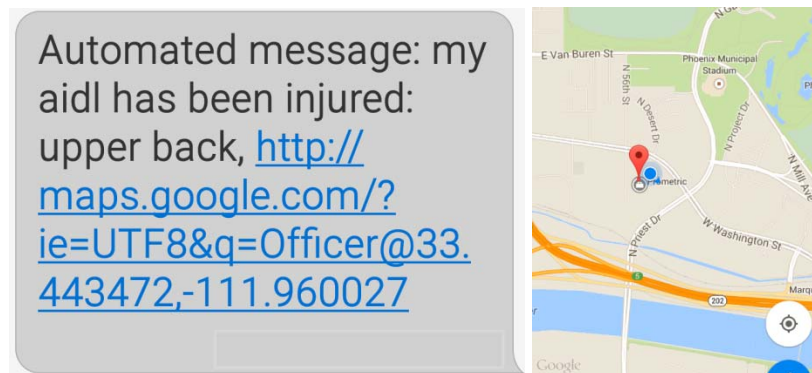 Automated message: my
aidl has been injured:
upper back, http://
maps.google.com/?
ie=UTF8&q=Officer@33.
443472,-111.960027
E Van Buren St
N 56th St
Phoenix Municipal
Stadium
N Desert Dr
N Project Dr
N Mill Ave
Prometric
N Priest Dr
W Washington St
202
Google